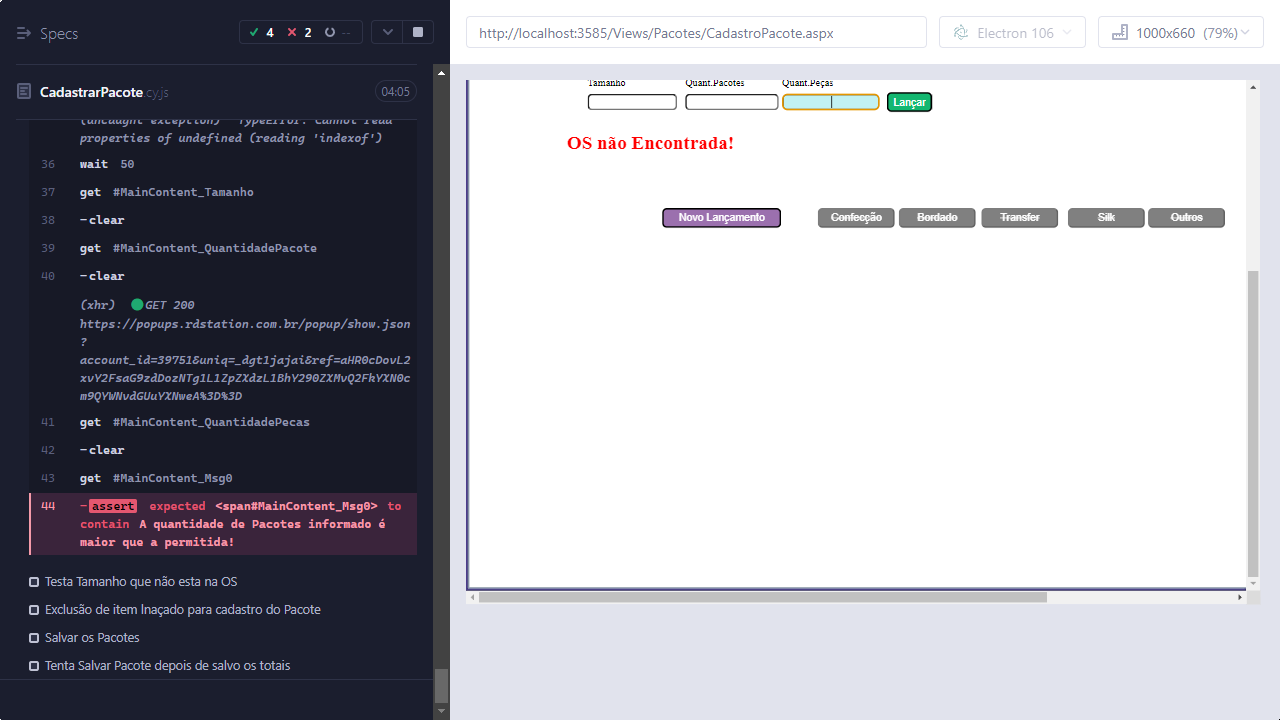 Specs
4 2 --
CadastrarPacote.cy.js 04:05
(uncaught exception) TypeError: Cannot read
properties of undefined (reading 'indexof')
36 wait 50
37 get #MainContent_Tamanho
38 -clear
39 get #MainContent_QuantidadePacote
40 -clear
(xhr) GET 200
https://popups.rdstation.com.br/popup/show.json
?
account_id=39751&uniq=_dgt1jajai&ref=aHR0cDovL2
xvY2FsaG9zdDozNTg1L1ZpZXdzL1BhY290ZXMvQ2FkYXN0c
m9QYWNvdGUuYXNweA%3D%3D
41 get #MainContent_QuantidadePecas
42 -clear
43 get #MainContent_Msg0
44 -assert expected <span#MainContent_Msg0> to
contain A quantidade de Pacotes informado é
maior que a permitida!
Testa Tamanho que não esta na OS
Exclusão de item lnaçado para cadastro do Pacote
Salvar os Pacotes
Tenta Salvar Pacote depois de salvo os totais
http://localhost:3585/Views/Pacotes/CadastroPacote.aspx
Electron 106
1000x660 (79%)
Tamanho Quant.Pacotes Quant.Peças
Lançar
OS não Encontrada!
Novo Lançamento Confecção Bordado Transfer Silk Outros